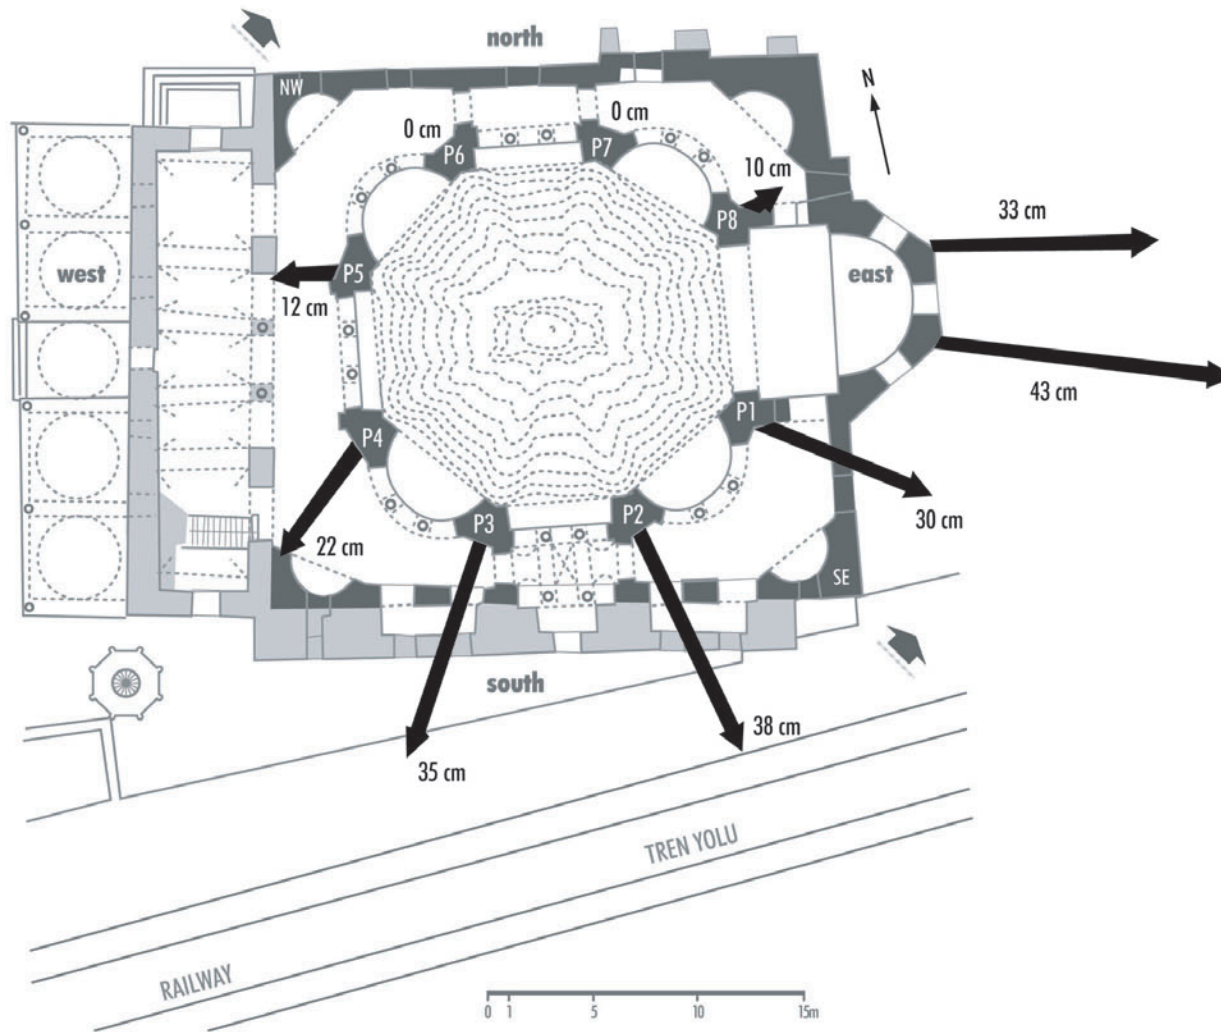 north
NW
N
0 cm
0 cm
P6
P7
10 cm
P8
33 cm
west
P5
east
12 cm
43 cm
P1
P4
P3
P2
30 cm
22 cm
SE
south
38 cm
35 cm
TREN YOLU
RAILWAY
0 1 5 10 15m